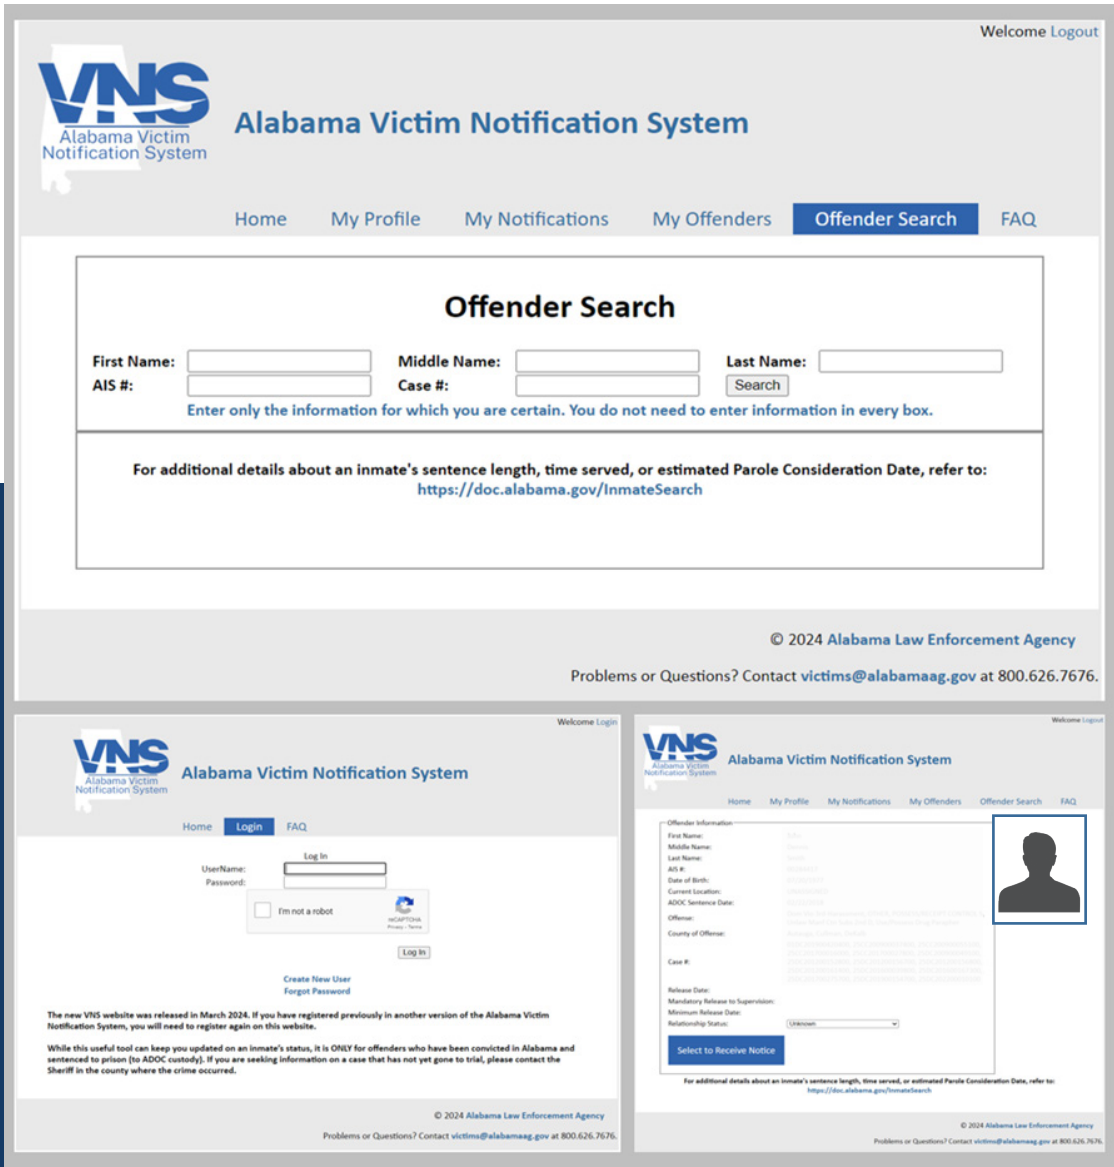 Welcome Logout
VNS
Alabama Victim
Notification System
Alabama Victim Notification System
Home My Profile My Notifications My Offenders Offender Search FAQ
Offender Search
First Name: Middle Name: Last Name:
AIS #: Case #: Search
Enter only the information for which you are certain. You do not need to enter information in every box.
For additional details about an inmate's sentence length, time served, or estimated Parole Consideration Date, refer to:
https://doc.alabama.gov/InmateSearch
© 2024 Alabama Law Enforcement Agency
Problems or Questions? Contact victims@alabamaag.gov at 800.626.7676.
Welcome Login
VNS
Alabama Victim
Notification System
Alabama Victim Notification System
Home Login FAQ
Log In
UserName:
Password:
I'm not a robot
reCAPTCHA
Privacy - Terms
Log In
Create New User
Forgot Password
The new VNS website was released in March 2024. If you have registered previously in another version of the Alabama Victim
Notification System, you will need to register again on this website.
While this useful tool can keep you updated on an inmate's status, it is ONLY for offenders who have been convicted in Alabama and
sentenced to prison (to ADOC custody). If you are seeking information on a case that has not yet gone to trial, please contact the
Sheriff in the county where the crime occurred.
© 2024 Alabama Law Enforcement Agency
Problems or Questions? Contact victims@alabamaag.gov at 800.626.7676.
Welcome Logout
VNS
Alabama Victim
Notification System
Alabama Victim Notification System
Home My Profile My Notifications My Offenders Offender Search FAQ
Offender Information
First Name:
Middle Name:
Last Name:
AIS #:
Date of Birth:
Current Location:
ADOC Sentence Date:
Offense:
County of Offense:
Case #:
Release Date:
Mandatory Release to Supervision:
Minimum Release Date:
Relationship Status: Unknown
Select to Receive Notice
For additional details about an inmate's sentence length, time served, or estimated Parole Consideration Date, refer to:
https://doc.alabama.gov/InmateSearch
© 2024 Alabama Law Enforcement Agency
Problems or Questions? Contact victims@alabamaag.gov at 800.626.7676.